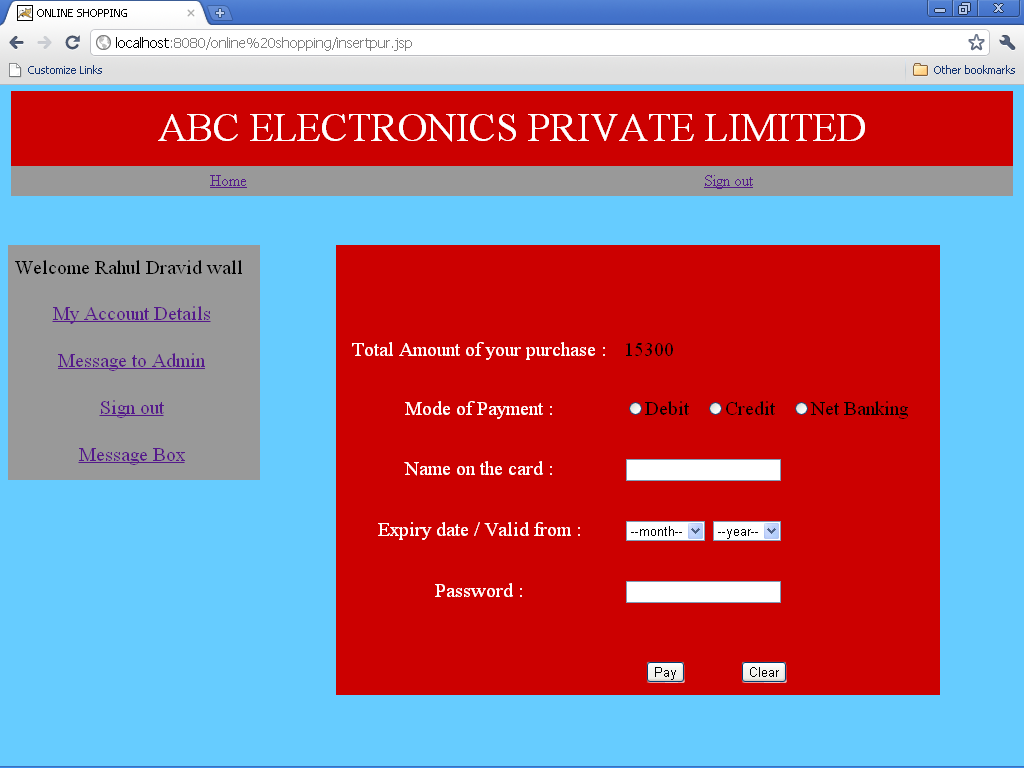 ONLINE SHOPPING
localhost:8080/online%20shopping/insertpur.jsp
Customize Links
Other bookmarks
ABC ELECTRONICS PRIVATE LIMITED
Home Sign out
Welcome Rahul Dravid wall
My Account Details
Message to Admin
Sign out
Message Box
Total Amount of your purchase : 15300
Mode of Payment : Debit Credit Net Banking
Name on the card :
Expiry date / Valid from : --month-- --year--
Password :
Pay Clear